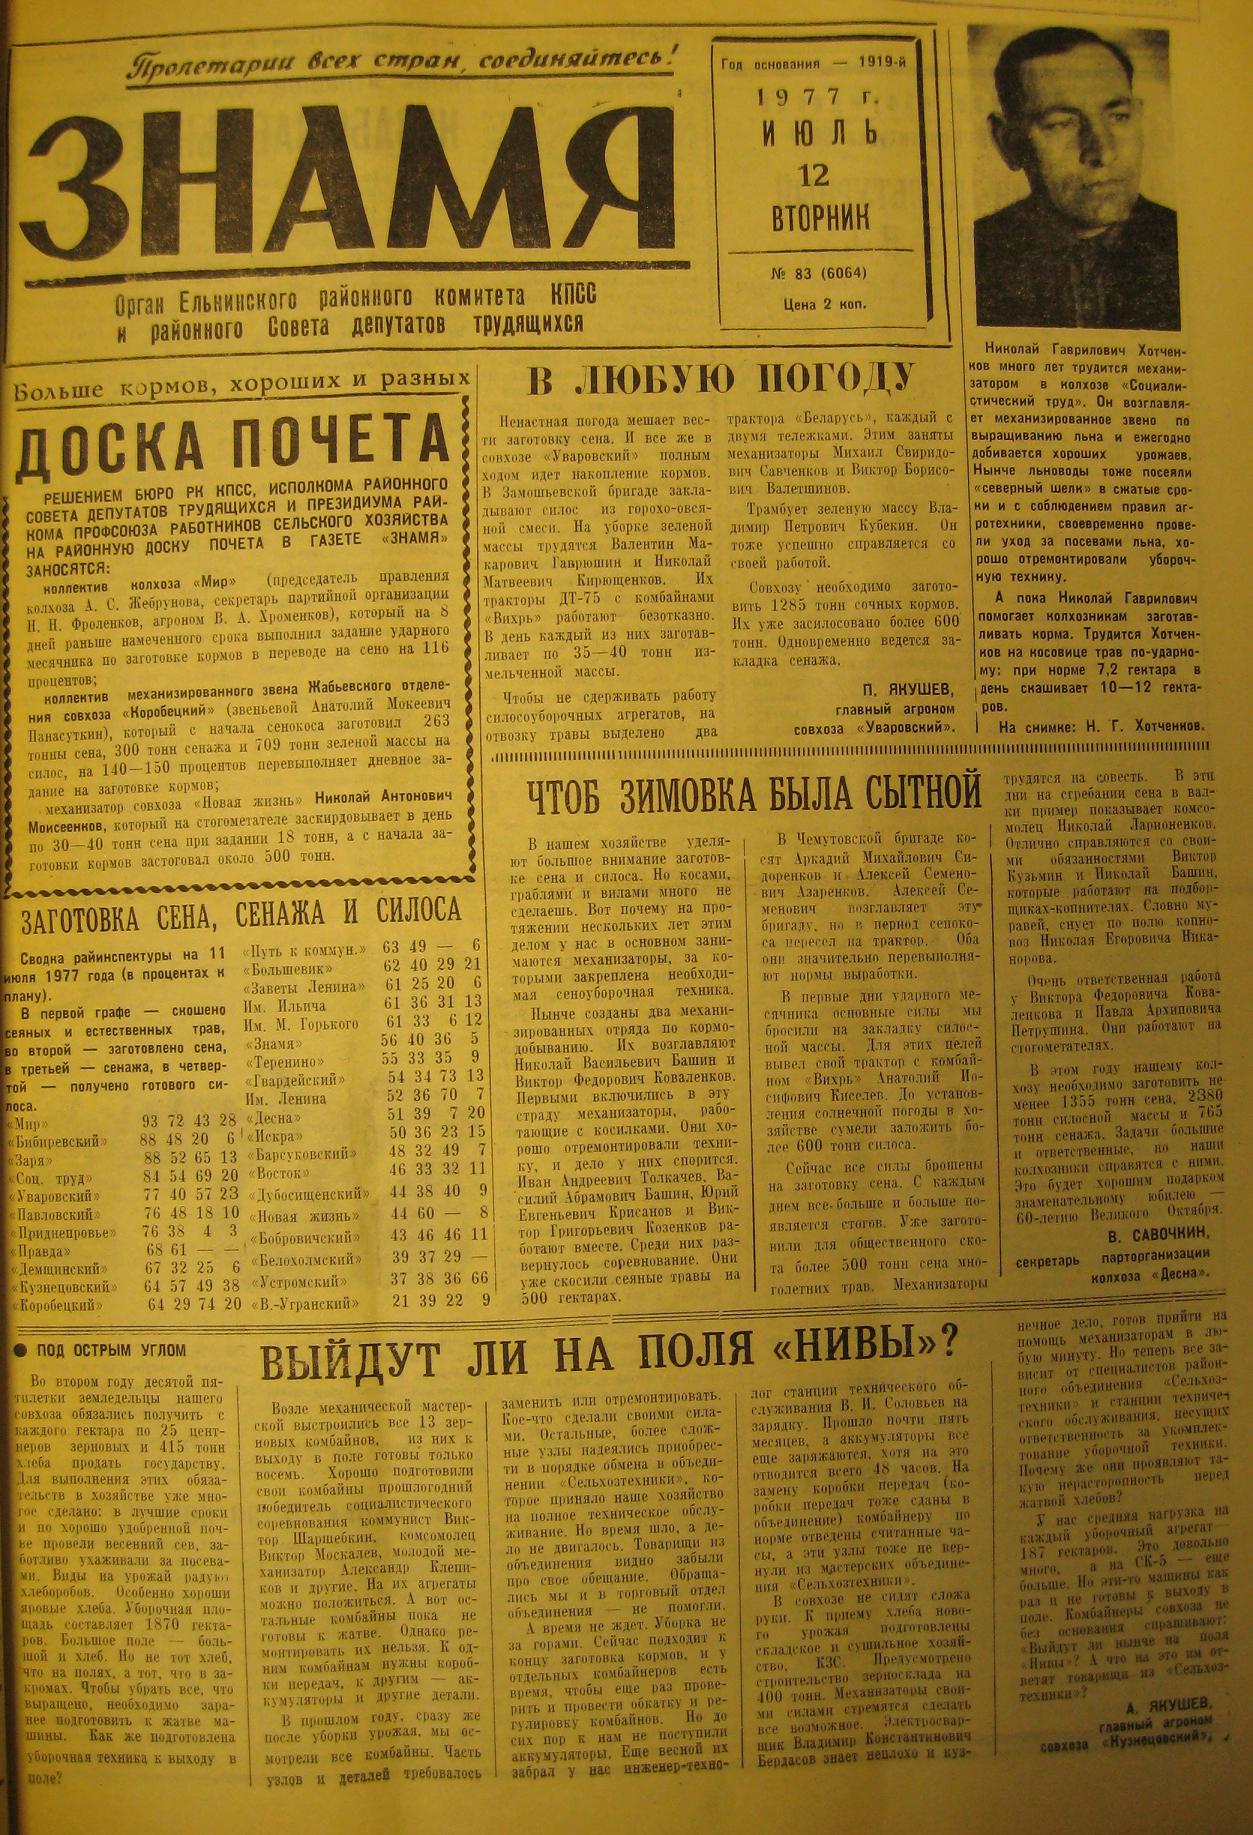 Пролетарии всех стран, соединяйтесь!
ЗНАМЯ
Орган Ельнинского районного комитета КПСС
и районного Совета депутатов трудящихся
Год основания — 1919-й
1977 г.
ИЮЛЬ
12
ВТОРНИК
№ 83 (6064)
Цена 2 коп.
Николай Гаврилович Хотчен-
ков много лет трудится механи-
затором в колхозе «Социали-
стический труд». Он возглавля-
ет механизированное звено по
выращиванию льна и ежегодно
добивается хороших урожаев.
Нынче льноводы тоже посеяли
«северный шелк» в сжатые сро-
ки и с соблюдением правил аг-
ротехники, своевременно прове-
ли уход за посевами льна, хо-
рошо отремонтировали убороч-
ную технику.
А пока Николай Гаврилович
помогает колхозникам заготав-
ливать корма. Трудится Хотчен-
ков на косовице трав по-ударно-
му: при норме 7,2 гектара в
день скашивает 10—12 гекта-
ров.
На снимке: Н. Г. Хотченков.
Больше кормов, хороших и разных
ДОСКА ПОЧЕТА
РЕШЕНИЕМ БЮРО РК КПСС, ИСПОЛКОМА РАЙОННОГО
СОВЕТА ДЕПУТАТОВ ТРУДЯЩИХСЯ И ПРЕЗИДИУМА РАЙ-
КОМА ПРОФСОЮЗА РАБОТНИКОВ СЕЛЬСКОГО ХОЗЯЙСТВА
НА РАЙОННУЮ ДОСКУ ПОЧЕТА В ГАЗЕТЕ «ЗНАМЯ»
ЗАНОСЯТСЯ:
коллектив колхоза «Мир» (председатель правления
колхоза А. С. Жебрунова, секретарь партийной организации
Н. Н. Фроленков, агроном В. А. Хроменков), который на 8
дней раньше намеченного срока выполнил задание ударного
месячника по заготовке кормов в переводе на сено на 116
процентов;
коллектив механизированного звена Жабьевского отделе-
ния совхоза «Коробецкий» (звеньевой Анатолий Мокеевич
Панасуткин), который с начала сенокоса заготовил 263
тонны сена, 300 тонн сенажа и 709 тонн зеленой массы на
силос, на 140—150 процентов перевыполняет дневное за-
дание на заготовке кормов;
механизатор совхоза «Новая жизнь» Николай Антонович
Моисеенков, который на стогометателе заскирдовывает в день
по 30—40 тонн сена при задании 18 тонн, а с начала за-
готовки кормов застоговал около 500 тонн.
В ЛЮБУЮ ПОГОДУ
Ненастная погода мешает вес-
ти заготовку сена. И все же в
совхозе «Уваровский» полным
ходом идет накопление кормов.
В Замошьевской бригаде закла-
дывают силос из горохо-овся-
ной смеси. На уборке зеленой
массы трудятся Валентин Ма-
карович Гаврюшин и Николай
Матвеевич Кирющенков. Их
тракторы ДТ-75 с комбайнами
«Вихрь» работают безотказно.
В день каждый из них заготав-
ливает по 35—40 тонн из-
мельченной массы.
Чтобы не сдерживать работу
силосоуборочных агрегатов, на
отвозку травы выделено два
трактора «Беларусь», каждый с
двумя тележками. Этим заняты
механизаторы Михаил Свиридо-
вич Савченков и Виктор Борисо-
вич Валетшинов.
Трамбует зеленую массу Вла-
димир Петрович Кубекин. Он
тоже успешно справляется со
своей работой.
Совхозу необходимо загото-
вить 1285 тонн сочных кормов.
Их уже засилосовано более 600
тонн. Одновременно ведется за-
кладка сенажа.
П. ЯКУШЕВ,
главный агроном
совхоза «Уваровский».
ЗАГОТОВКА СЕНА, СЕНАЖА И СИЛОСА
Сводка райинспектуры на 11
июля 1977 года (в процентах к
плану).
В первой графе — скошено
сеяных и естественных трав,
во второй — заготовлено сена,
в третьей — сенажа, в четвер-
той — получено готового си-
лоса.
«Мир» 93 72 43 28
«Бибиревский» 88 48 20 6
«Заря» 88 52 65 13
«Соц. труд» 84 54 69 20
«Уваровский» 77 40 57 23
«Павловский» 76 48 18 10
«Приднепровье» 76 38 4 3
«Правда» 68 61 — —
«Демщинский» 67 32 25 6
«Кузнецовский» 64 57 49 38
«Коробецкий» 64 29 74 20
«Путь к коммун.» 63 49 — 6
«Большевик» 62 40 29 21
«Заветы Ленина» 61 25 20 6
Им. Ильича 61 36 31 13
Им. М. Горького 61 33 6 12
«Знамя» 56 40 36 5
«Теренино» 55 33 35 9
«Гвардейский» 54 34 73 13
Им. Ленина 52 36 70 7
«Десна» 51 39 7 20
«Искра» 50 36 23 15
«Барсуковский» 48 32 49 7
«Восток» 46 33 32 11
«Дубосищенский» 44 38 40 9
«Новая жизнь» 44 60 — 8
«Бобровичский» 43 46 46 11
«Белохолмский» 39 37 29 —
«Устромский» 37 38 36 66
«В.-Угранский» 21 39 22 9
ЧТОБ ЗИМОВКА БЫЛА СЫТНОЙ
В нашем хозяйстве уделя-
ют большое внимание заготов-
ке сена и силоса. Но косами,
граблями и вилами много не
сделаешь. Вот почему на про-
тяжении нескольких лет этим
делом у нас в основном зани-
маются механизаторы, за ко-
торыми закреплена необходи-
мая сеноуборочная техника.
Нынче созданы два механи-
зированных отряда по кормо-
добыванию. Их возглавляют
Николай Васильевич Башин и
Виктор Федорович Коваленков.
Первыми включились в эту
страду механизаторы, рабо-
тающие с косилками. Они хо-
рошо отремонтировали техни-
ку, и дело у них спорится.
Иван Андреевич Толкачев, Ва-
силий Абрамович Башин, Юрий
Евгеньевич Крисанов и Вик-
тор Григорьевич Козенков ра-
ботают вместе. Среди них раз-
вернулось соревнование. Они
уже скосили сеяные травы на
500 гектарах.
В Чемутовской бригаде ко-
сят Аркадий Михайлович Си-
доренков и Алексей Семено-
вич Азаренков. Алексей Се-
менович возглавляет эту
бригаду, но в период сеноко-
са пересел на трактор. Оба
они значительно перевыполня-
ют нормы выработки.
В первые дни ударного ме-
сячника основные силы мы
бросили на закладку силос-
ной массы. Для этих целей
вывел свой трактор с комбай-
ном «Вихрь» Анатолий Ио-
сифович Киселев. До установ-
ления солнечной погоды в хо-
зяйстве сумели заложить бо-
лее 600 тонн силоса.
Сейчас все силы брошены
на заготовку сена. С каждым
днем все больше и больше по-
является стогов. Уже загото-
вили для общественного ско-
та более 500 тонн сена мно-
голетних трав. Механизаторы
трудятся на совесть. В эти
дни на сгребании сена в вал-
ки пример показывает комсо-
молец Николай Ларионенков.
Отлично справляются со свои-
ми обязанностями Виктор
Кузьмин и Николай Башин,
которые работают на подбор-
щиках-копнителях. Словно му-
равей, снует по полю копно-
воз Николая Егоровича Ника-
норова.
Очень ответственная работа
у Виктора Федоровича Кова-
ленкова и Павла Архиповича
Петрушина. Они работают на
стогометателях.
В этом году нашему кол-
хозу необходимо заготовить не
менее 1355 тонн сена, 2380
тонн силосной массы и 765
тонн сенажа. Задачи большие
и ответственные, но наши
колхозники справятся с ними.
Это будет хорошим подарком
знаменательному юбилею —
60-летию Великого Октября.
В. САВОЧКИН,
секретарь парторганизации
колхоза «Десна».
ПОД ОСТРЫМ УГЛОМ
ВЫЙДУТ ЛИ НА ПОЛЯ «НИВЫ»?
Во втором году десятой пя-
тилетки земледельцы нашего
совхоза обязались получить с
каждого гектара по 25 цент-
неров зерновых и 415 тонн
хлеба продать государству.
Для выполнения этих обяза-
тельств в хозяйстве уже мно-
гое сделано: в лучшие сроки
и по хорошо удобренной поч-
ве провели весенний сев, за-
ботливо ухаживали за посева-
ми. Виды на урожай радуют
хлеборобов. Особенно хороши
яровые хлеба. Уборочная пло-
щадь составляет 1870 гекта-
ров. Большое поле — боль-
шой и хлеб. Но не тот хлеб,
что на полях, а тот, что в за-
кромах. Чтобы убрать все, что
выращено, необходимо зара-
нее подготовить к жатве ма-
шины. Как же подготовлена
уборочная техника к выходу в
поле?
Возле механической мастер-
ской выстроились все 13 зер-
новых комбайнов, из них к
выходу в поле готовы только
восемь. Хорошо подготовили
свои комбайны прошлогодний
победитель социалистического
соревнования коммунист Вик-
тор Шаршебкин, комсомолец
Виктор Москалев, молодой ме-
ханизатор Александр Клепи-
ков и другие. На их агрегаты
можно положиться. А вот ос-
тальные комбайны пока не
готовы к жатве. Однако ре-
монтировать их нельзя. К од-
ним комбайнам нужны короб-
ки передач, к другим — ак-
кумуляторы и другие детали.
В прошлом году, сразу же
после уборки урожая, мы ос-
мотрели все комбайны. Часть
узлов и деталей требовалось
заменить или отремонтировать.
Кое-что сделали своими сила-
ми. Остальные, более слож-
ные узлы надеялись приобрес-
ти в порядке обмена в объеди-
нении «Сельхозтехники», ко-
торое приняло наше хозяйство
на полное техническое обслу-
живание. Но время шло, а де-
ло не двигалось. Товарищи из
объединения видно забыли
про свое обещание. Обраща-
лись мы и в торговый отдел
объединения — не помогли.
А время не ждет. Уборка не
за горами. Сейчас подходит к
концу заготовка кормов, и у
отдельных комбайнеров есть
время, чтобы еще раз прове-
рить и провести обкатку и ре-
гулировку комбайнов. Но до
сих пор к нам не поступили
аккумуляторы. Еще весной их
забрал у нас инженер-техно-
лог станции технического об-
служивания В. И. Соловьев на
зарядку. Прошло почти пять
месяцев, а аккумуляторы все
еще заряжаются, хотя на это
отводится всего 48 часов. На
замену коробки передач (ко-
робки передач тоже сданы в
объединение) комбайнеру по
норме отведены считанные ча-
сы, а эти узлы тоже не вер-
нули из мастерских объедине-
ния «Сельхозтехники».
В совхозе не сидят сложа
руки. К приему хлеба ново-
го урожая подготовлены
складское и сушильное хозяй-
ство, КЗС. Предусмотрено
строительство зерносклада на
400 тонн. Механизаторы свои-
ми силами стремятся сделать
все возможное. Электросвар-
щик Владимир Константинович
Бердасов знает неплохо и куз-
нечное дело, готов прийти на
помощь механизаторам в лю-
бую минуту. Но теперь все за-
висит от специалистов район-
ного объединения «Сельхоз-
техники» и станции техничес-
кого обслуживания, несущих
ответственность за укомплек-
тование уборочной техники.
Почему же они проявляют та-
кую нерасторопность перед
жатвой хлебов?
У нас средняя нагрузка на
каждый уборочный агрегат —
187 гектаров. Это довольно
много, а на СК-5 — еще
больше. Но эти-то машины как
раз и не готовы к выходу в
поле. Комбайнеры совхоза не
без основания спрашивают:
«Выйдут ли нынче на поля
«Нивы»? А что на это им от-
ветят товарищи из «Сельхоз-
техники»?
А. ЯКУШЕВ,
главный агроном
совхоза «Кузнецовский».